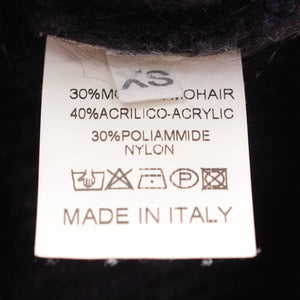 XS
30%MO MOHAIR
40%ACRILICO-ACRYLIC
30%POLIAMMIDE
NYLON
P
MADE IN ITALY